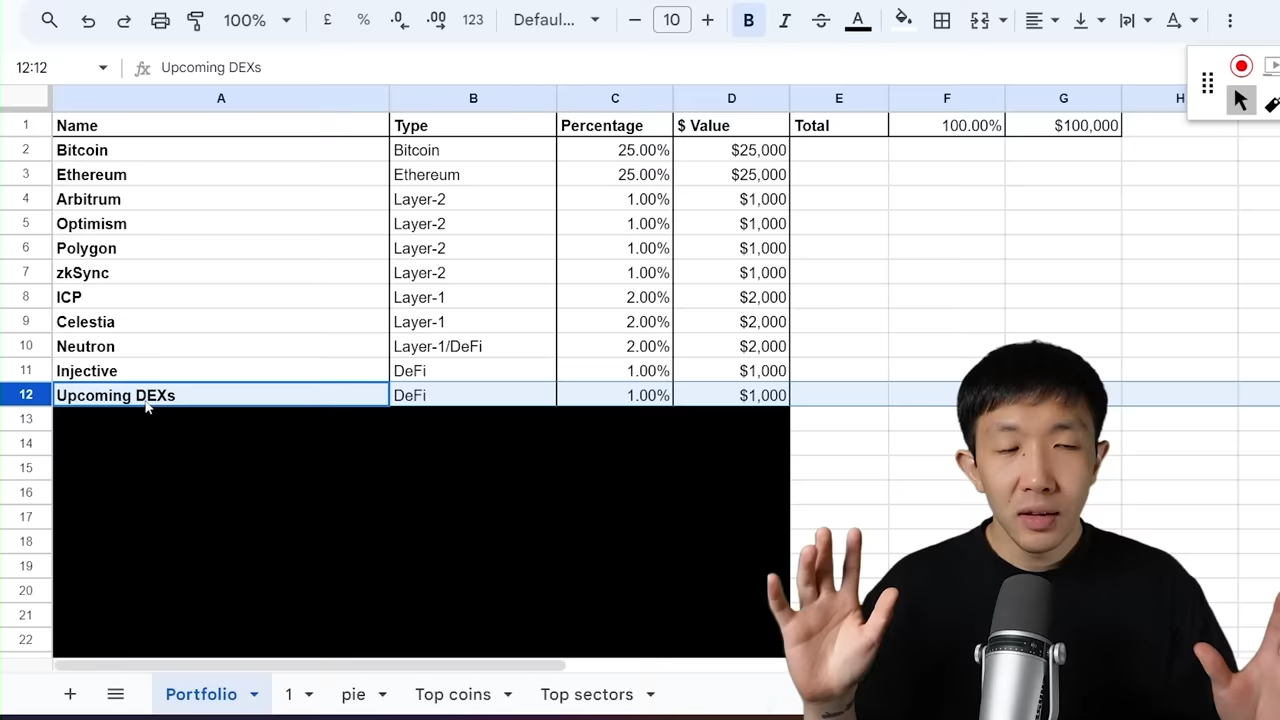 100% £ % .0 .00 123 Defaul... 10 B I A A
12:12 fx Upcoming DEXs
A B C D E F G H
1 Name Type Percentage $ Value Total 100.00% $100,000
2 Bitcoin Bitcoin 25.00% $25,000
3 Ethereum Ethereum 25.00% $25,000
4 Arbitrum Layer-2 1.00% $1,000
5 Optimism Layer-2 1.00% $1,000
6 Polygon Layer-2 1.00% $1,000
7 zkSync Layer-2 1.00% $1,000
8 ICP Layer-1 2.00% $2,000
9 Celestia Layer-1 2.00% $2,000
10 Neutron Layer-1/DeFi 2.00% $2,000
11 Injective DeFi 1.00% $1,000
12 Upcoming DEXs DeFi 1.00% $1,000
13
14
15
16
17
18
19
20
21
22
Portfolio 1 pie Top coins Top sectors